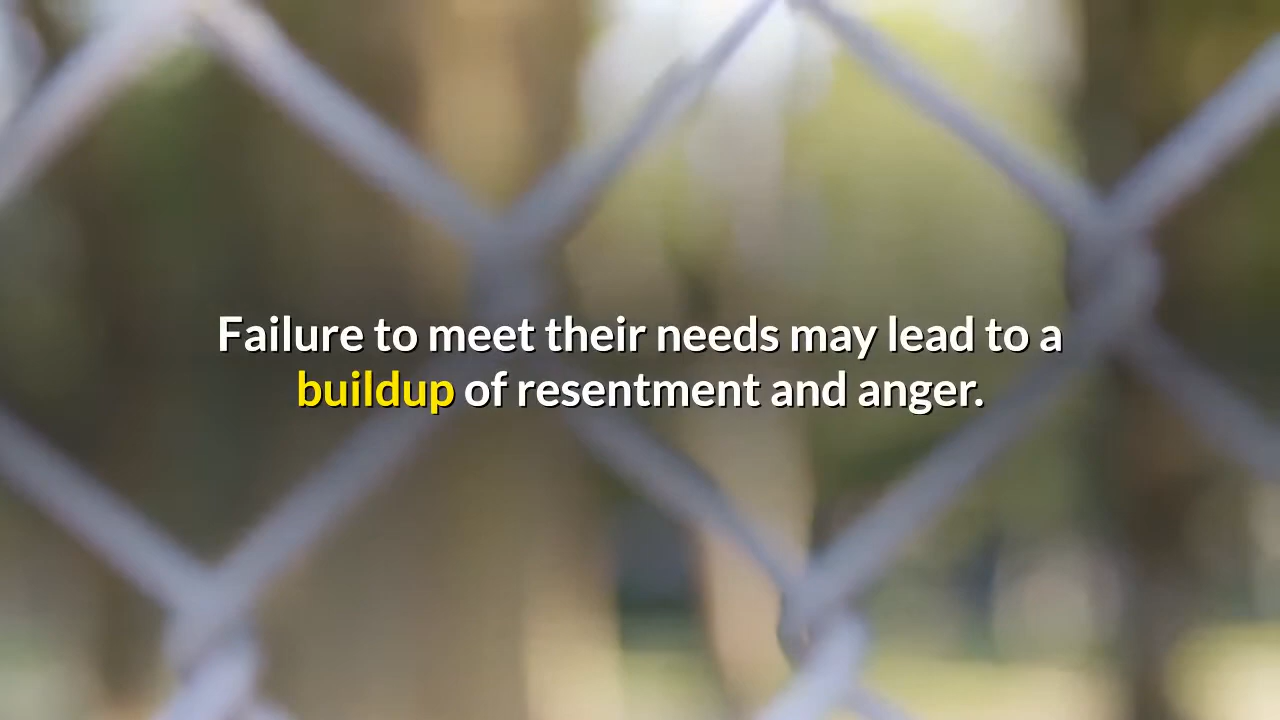 Failure to meet their needs may lead to a
buildup of resentment and anger.